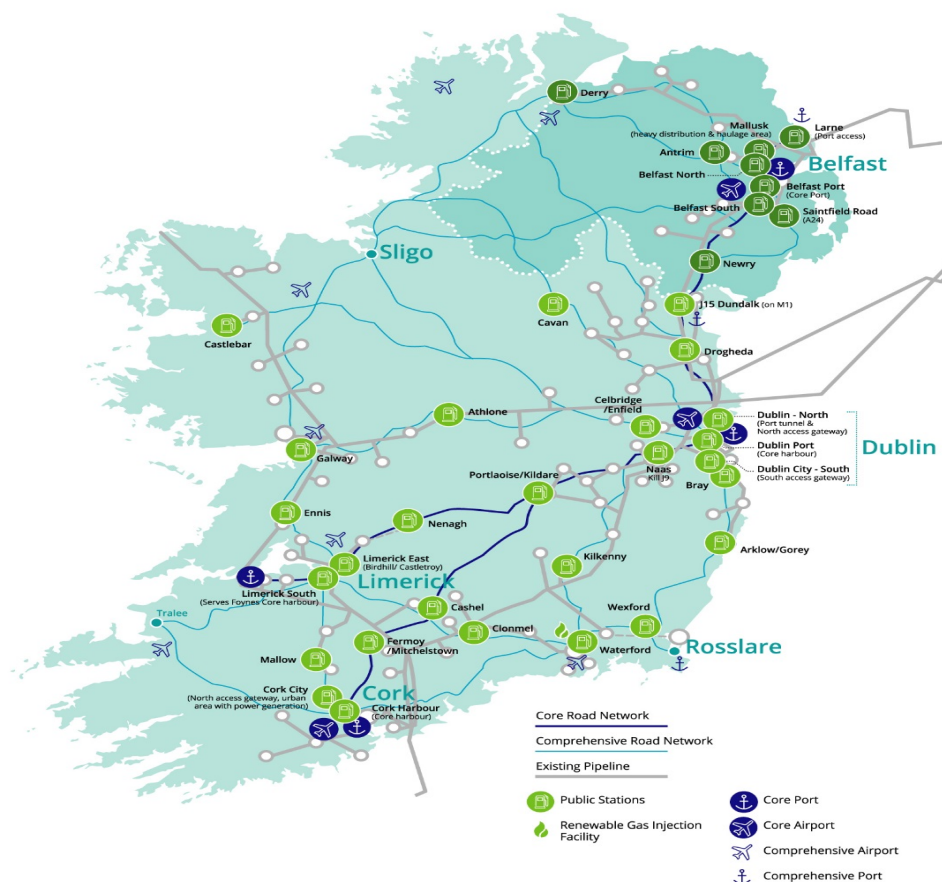 Derry
Mallusk
(heavy distribution & haulage area)
Larne
(Port access)
Antrim
Belfast
Belfast North
Belfast Port
(Core Port)
Belfast South
Saintfield Road
(A24)
Sligo
Newry
Cavan
J15 Dundalk (on M1)
Castlebar
Drogheda
Celbridge
/Enfield
Athlone
Dublin - North
(Port tunnel &
North access gateway)
Dublin
Dublin Port
(Core harbour)
Galway
Naas
Kill J9
Dublin City - South
(South access gateway)
Portlaoise/Kildare
Bray
Ennis
Nenagh
Arklow/Gorey
Limerick East
(Birdhill/ Castletroy)
Kilkenny
Limerick
Limerick South
(Serves Foynes Core harbour)
Cashel
Wexford
Tralee
Clonmel
Fermoy
/Mitchelstown
Waterford
Rosslare
Mallow
Cork City
(North access gateway, urban
area with power generation)
Cork
Cork Harbour
(Core harbour)
Core Road Network
Comprehensive Road Network
Existing Pipeline
Public Stations
Core Port
Renewable Gas Injection
Facility
Core Airport
Comprehensive Airport
Comprehensive Port